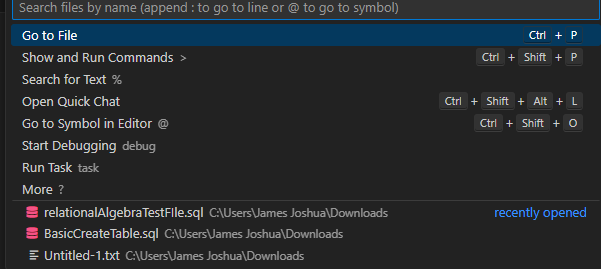 Search files by name (append : to go to line or @ to go to symbol)
Go to File Ctrl + P
Show and Run Commands > Ctrl + Shift + P
Search for Text %
Open Quick Chat Ctrl + Shift + Alt + L
Go to Symbol in Editor @ Ctrl + Shift + O
Start Debugging debug
Run Task task
More ?
relationalAlgebraTestFIle.sql C:\Users\James Joshua\Downloads recently opened
BasicCreateTable.sql C:\Users\James Joshua\Downloads
Untitled-1.txt C:\Users\James Joshua\Downloads